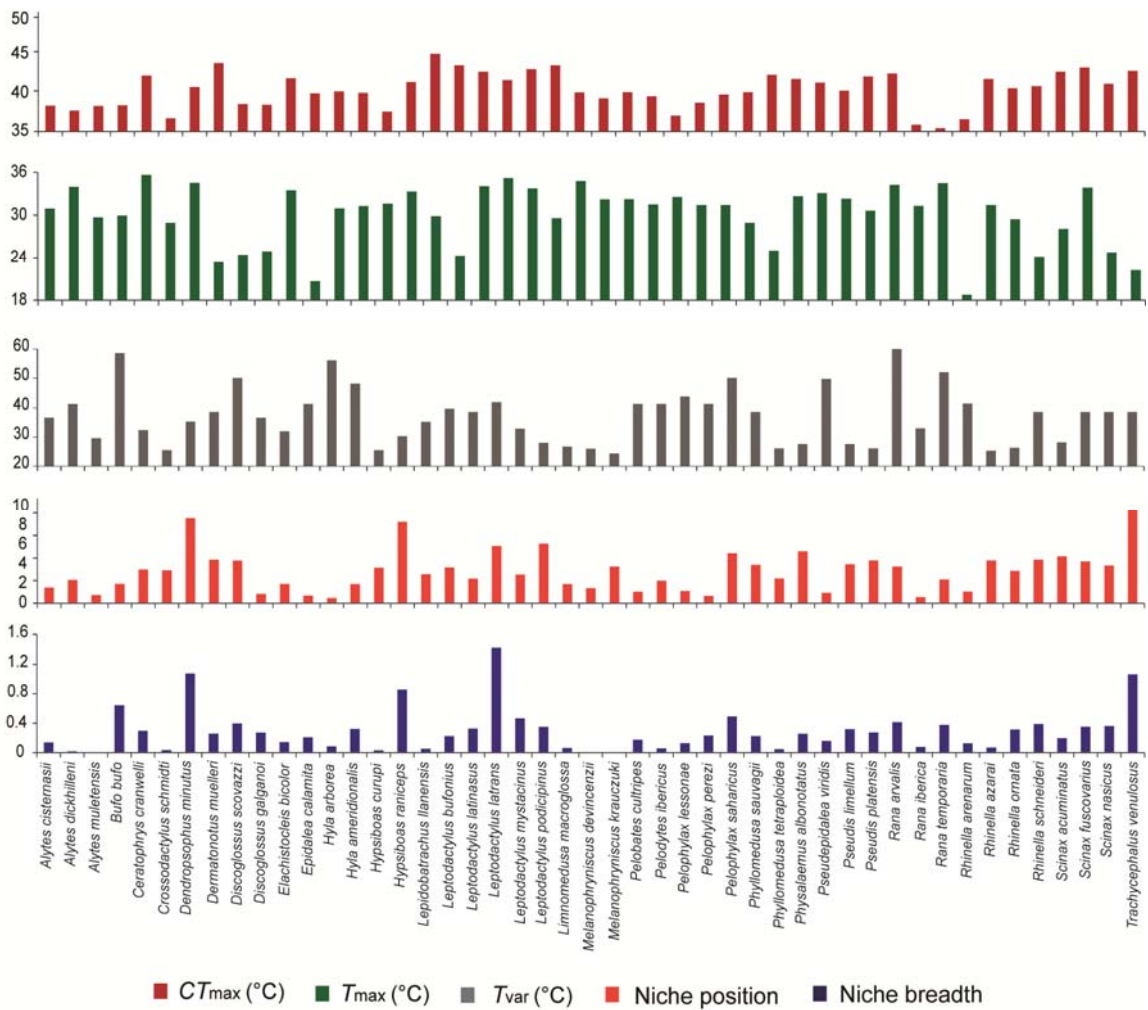 50
45
40
35
36
30
24
18
60
50
40
30
20
10
8
6
4
2
0
1.6
1.2
0.8
0.4
0
Alytes cisternasii
Alytes dickhilleni
Alytes muletensis
Bufo bufo
Ceratophrys cranwelli
Crossodactylus schmidti
Dendropsophus minutus
Dermatonotus muelleri
Discoglossus scovazzi
Discoglossus galganoi
Elachistocleis bicolor
Epidalea calamita
Hyla arborea
Hyla ameridionalis
Hypsiboas curupi
Hypsiboas raniceps
Lepidobatrachus llanensis
Leptodactylus bufonius
Leptodactylus latinasus
Leptodactylus latrans
Leptodactylus mystacinus
Leptodactylus podicipinus
Limnomedusa macroglossa
Melanophryniscus devincenzii
Melanophryniscus krauczuki
Pelobates cultripes
Pelodytes ibericus
Pelophylax lessonae
Pelophylax perezi
Pelophylax saharicus
Phyllomedusa sauvagii
Phyllomedusa tetraploidea
Physalaemus albonotatus
Pseudepidalea viridis
Pseudis limellum
Pseudis platensis
Rana arvalis
Rana iberica
Rana temporaria
Rhinella arenarum
Rhinella azarai
Rhinella ornata
Rhinella schneideri
Scinax acuminatus
Scinax fuscovarius
Scinax nasicus
Trachycephalus venulosus
CTmax (°C) Tmax (°C) Tvar (°C) Niche position Niche breadth